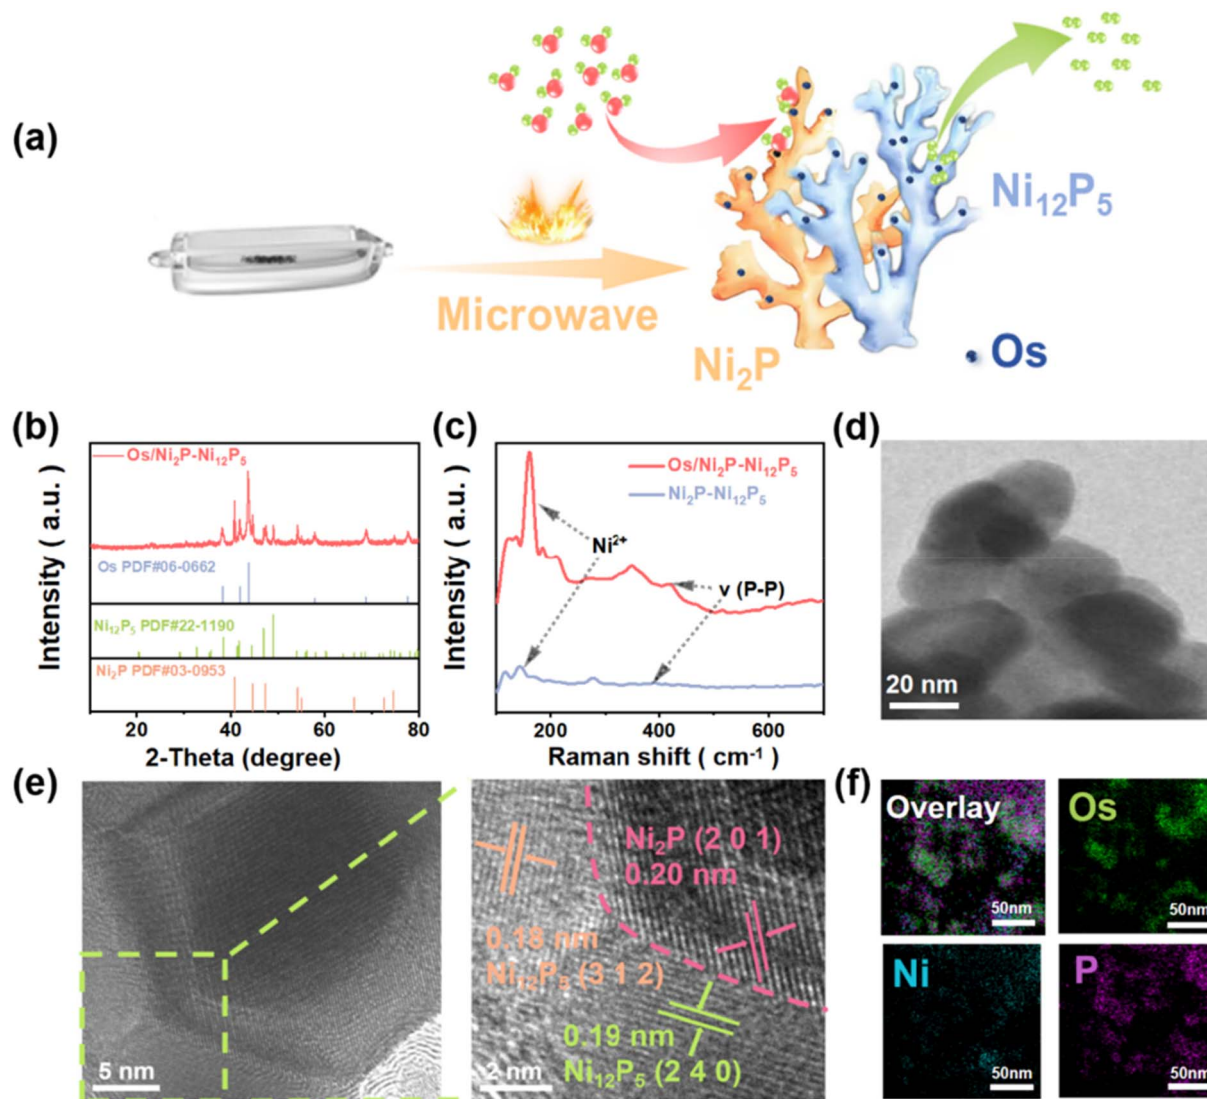 (a)
Microwave
Ni₂P
Ni₁₂P₅
Os
(b)
Intensity ( a.u.)
Os/Ni₂P-Ni₁₂P₅
Os PDF#06-0662
Ni₁₂P₅ PDF#22-1190
Ni₂P PDF#03-0953
20 40 60 80
2-Theta (degree)
(c)
Intensity ( a.u.)
Os/Ni₂P-Ni₁₂P₅
Ni₂P-Ni₁₂P₅
Ni²⁺
v (P-P)
200 400 600
Raman shift ( cm⁻¹)
(d)
20 nm
(e)
5 nm
Ni₂P (2 0 1)
0.20 nm
0.18 nm
Ni₁₂P₅ (3 1 2)
0.19 nm
Ni₁₂P₅ (2 4 0)
2 nm
(f)
Overlay
50nm
Os
50nm
Ni
50nm
P
50nm